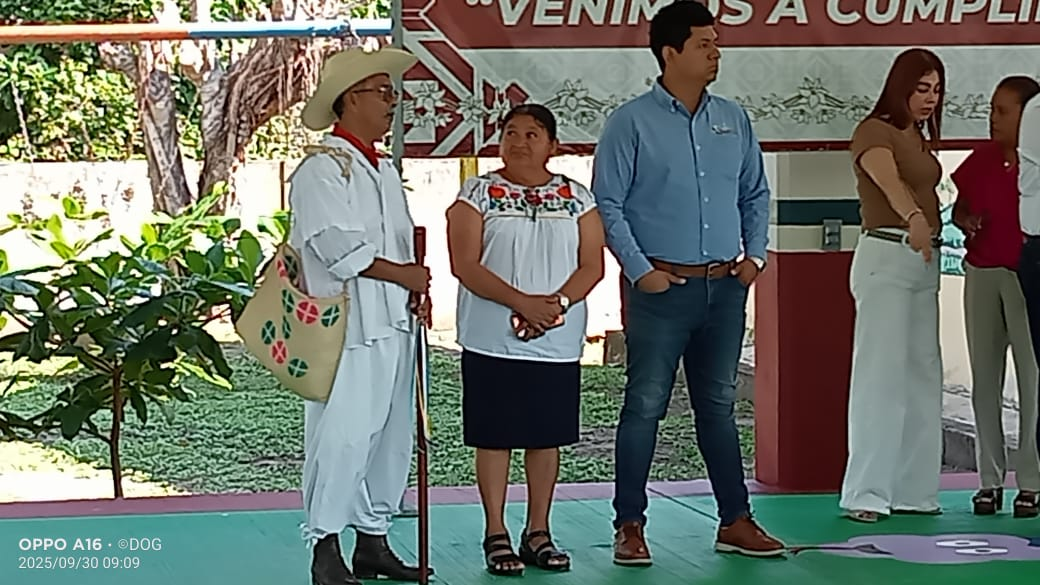 "VENIMOS A CUMPLI
OPPO A16 · ©DOG
2025/09/30 09:09